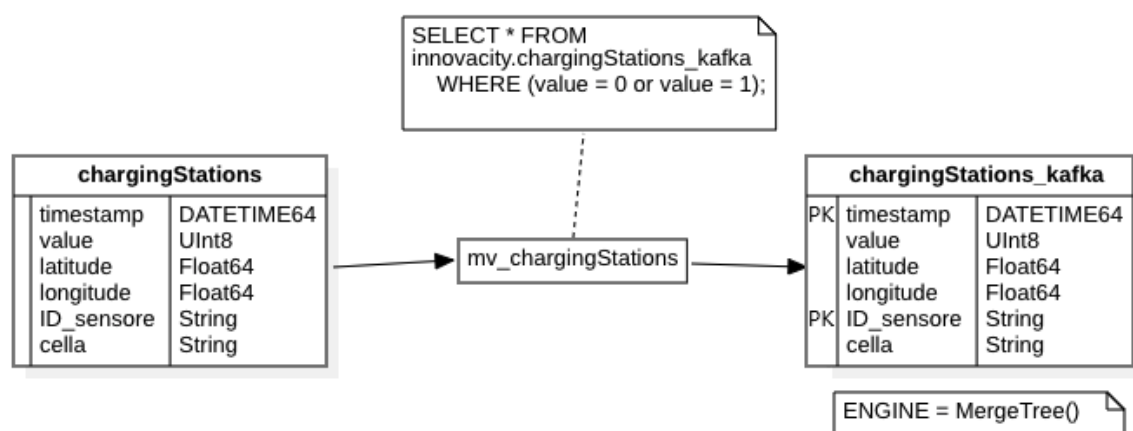 SELECT * FROM
innovacity.chargingStations_kafka
WHERE (value = 0 or value = 1);
chargingStations
timestamp DATETIME64
value UInt8
latitude Float64
longitude Float64
ID_sensore String
cella String
mv_chargingStations
chargingStations_kafka
PK timestamp DATETIME64
value UInt8
latitude Float64
longitude Float64
PK ID_sensore String
cella String
ENGINE = MergeTree()